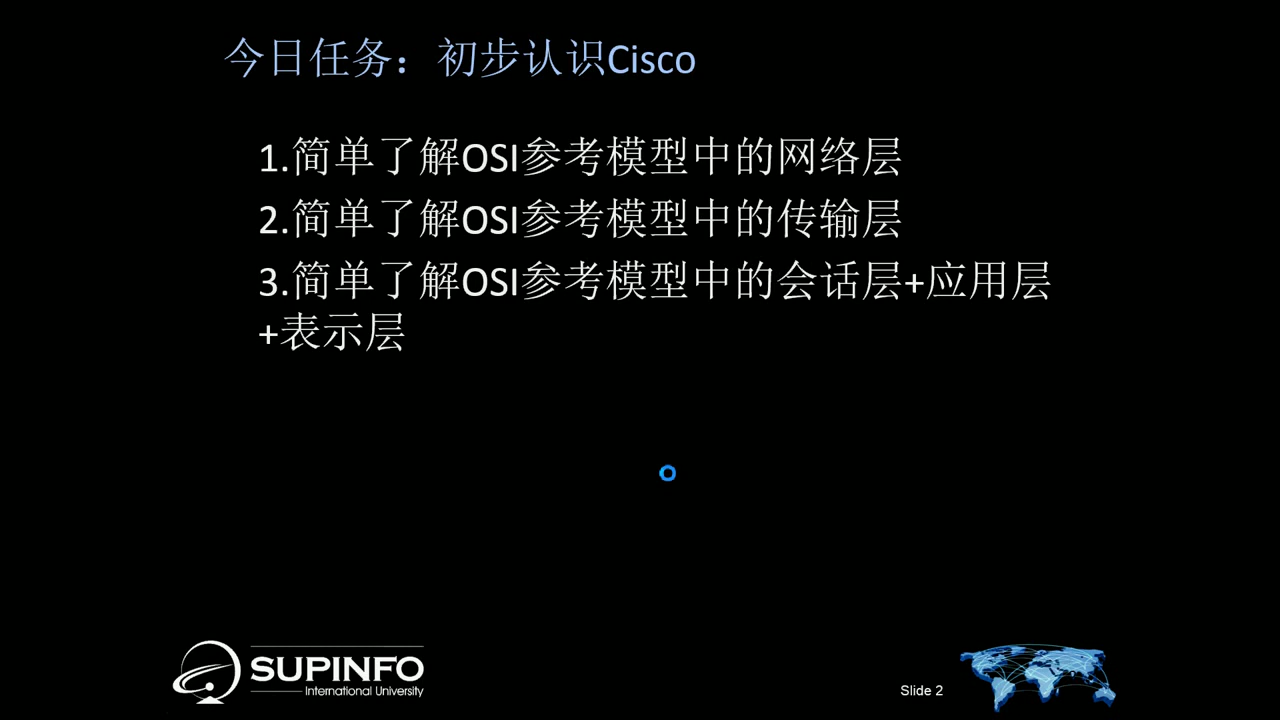 今日任务：初步认识Cisco
1.简单了解OSI参考模型中的网络层
2.简单了解OSI参考模型中的传输层
3.简单了解OSI参考模型中的会话层+应用层
+表示层
SUPINFO
International University
Slide 2